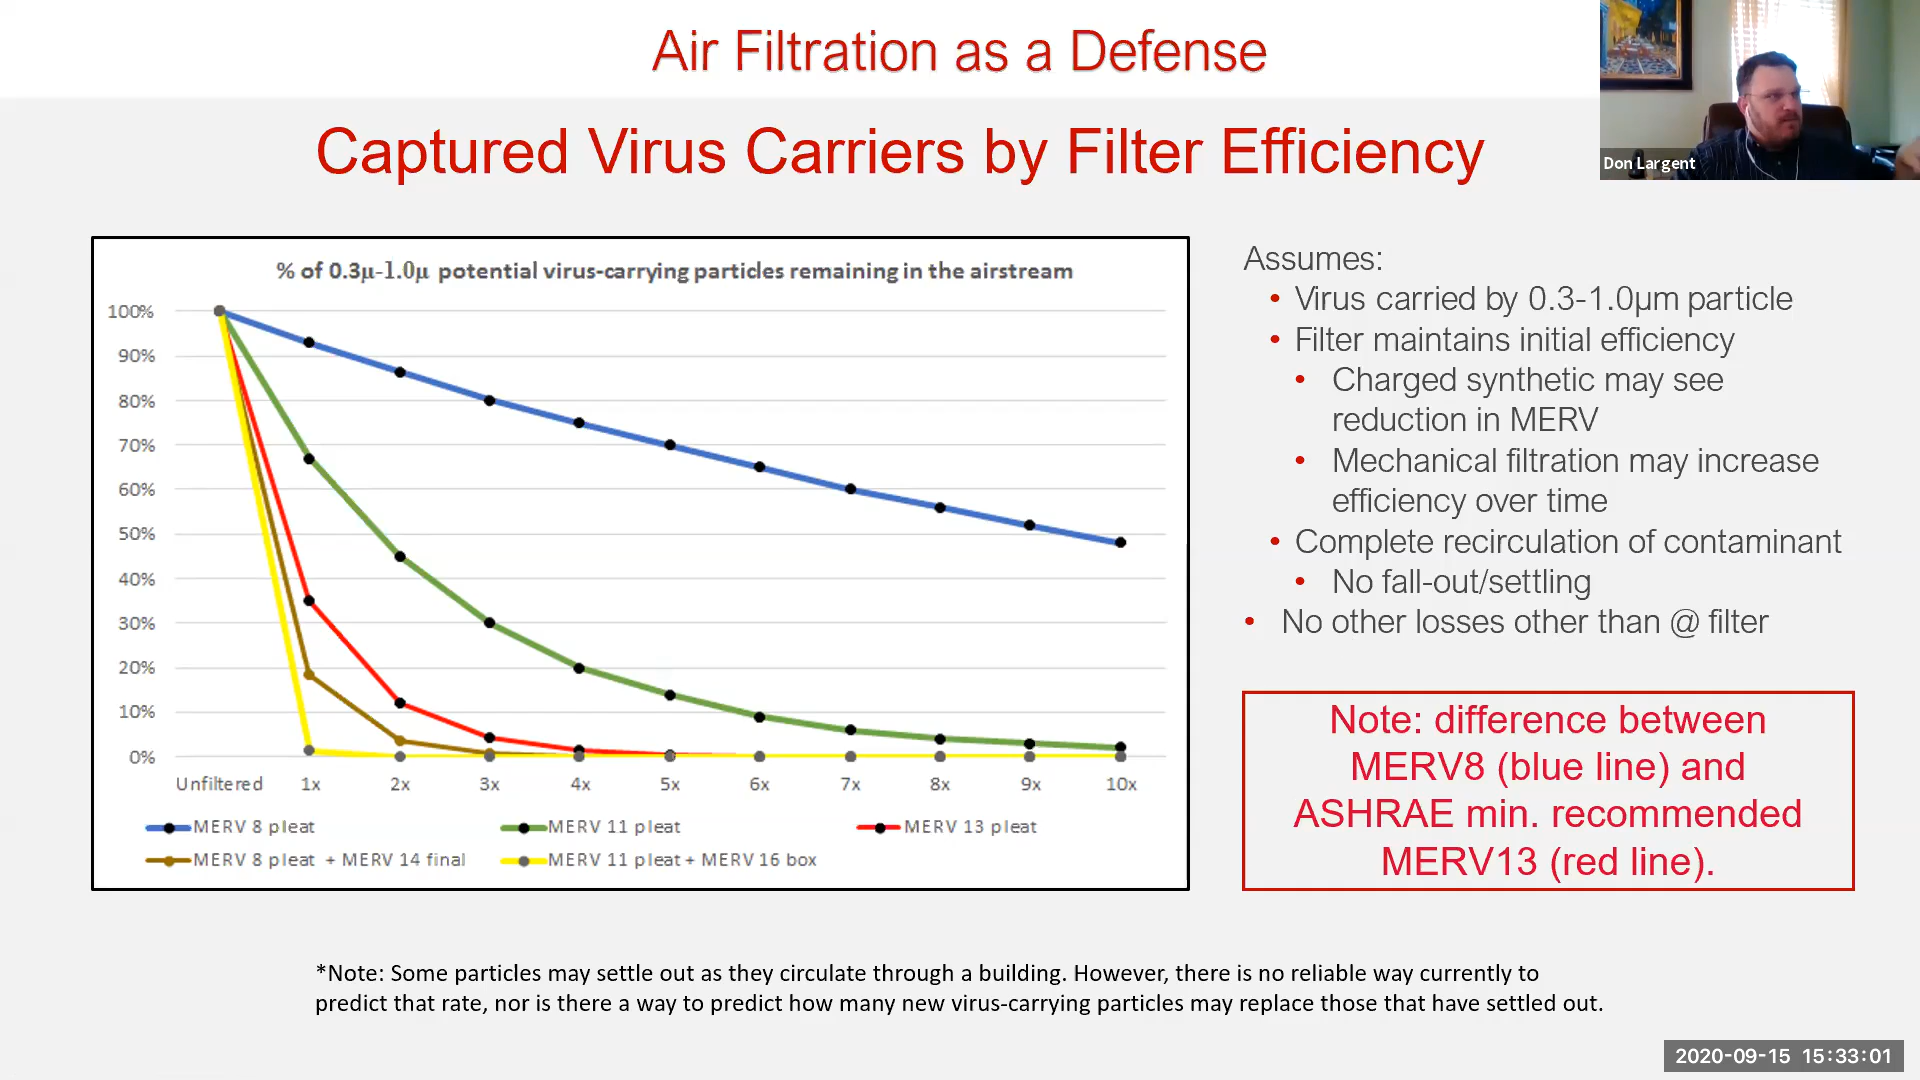 Air Filtration as a Defense
Captured Virus Carriers by Filter Efficiency
Don Largent
% of 0.3μ-1.0μ potential virus-carrying particles remaining in the airstream
100%
90%
80%
70%
60%
50%
40%
30%
20%
10%
0%
Unfiltered 1x 2x 3x 4x 5x 6x 7x 8x 9x 10x
MERV 8 pleat MERV 11 pleat MERV 13 pleat
MERV 8 pleat + MERV 14 final MERV 11 pleat + MERV 16 box
Assumes:
• Virus carried by 0.3-1.0μm particle
• Filter maintains initial efficiency
• Charged synthetic may see
reduction in MERV
• Mechanical filtration may increase
efficiency over time
• Complete recirculation of contaminant
• No fall-out/settling
• No other losses other than @ filter
Note: difference between
MERV8 (blue line) and
ASHRAE min. recommended
MERV13 (red line).
*Note: Some particles may settle out as they circulate through a building. However, there is no reliable way currently to
predict that rate, nor is there a way to predict how many new virus-carrying particles may replace those that have settled out.
2020-09-15 15:33:01